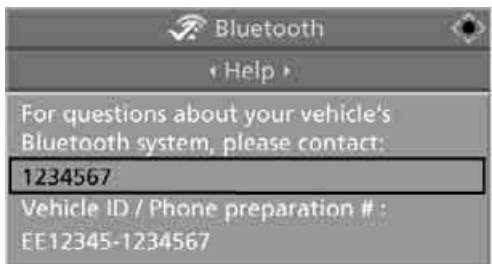 Bluetooth
Help
For questions about your vehicle's
Bluetooth system, please contact:
1234567
Vehicle ID / Phone preparation # :
EE12345-1234567